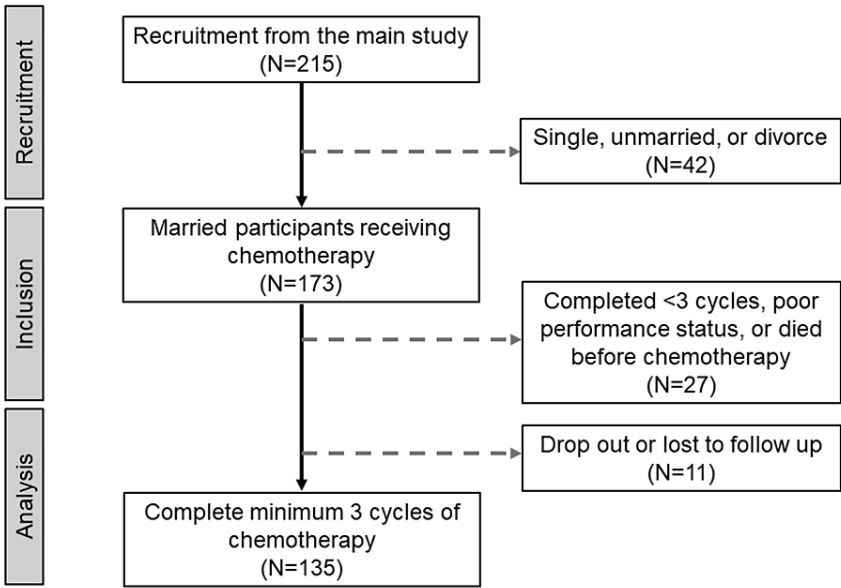 Recruitment
Recruitment from the main study
(N=215)
Single, unmarried, or divorce
(N=42)
Inclusion
Married participants receiving
chemotherapy
(N=173)
Completed <3 cycles, poor
performance status, or died
before chemotherapy
(N=27)
Analysis
Drop out or lost to follow up
(N=11)
Complete minimum 3 cycles of
chemotherapy
(N=135)